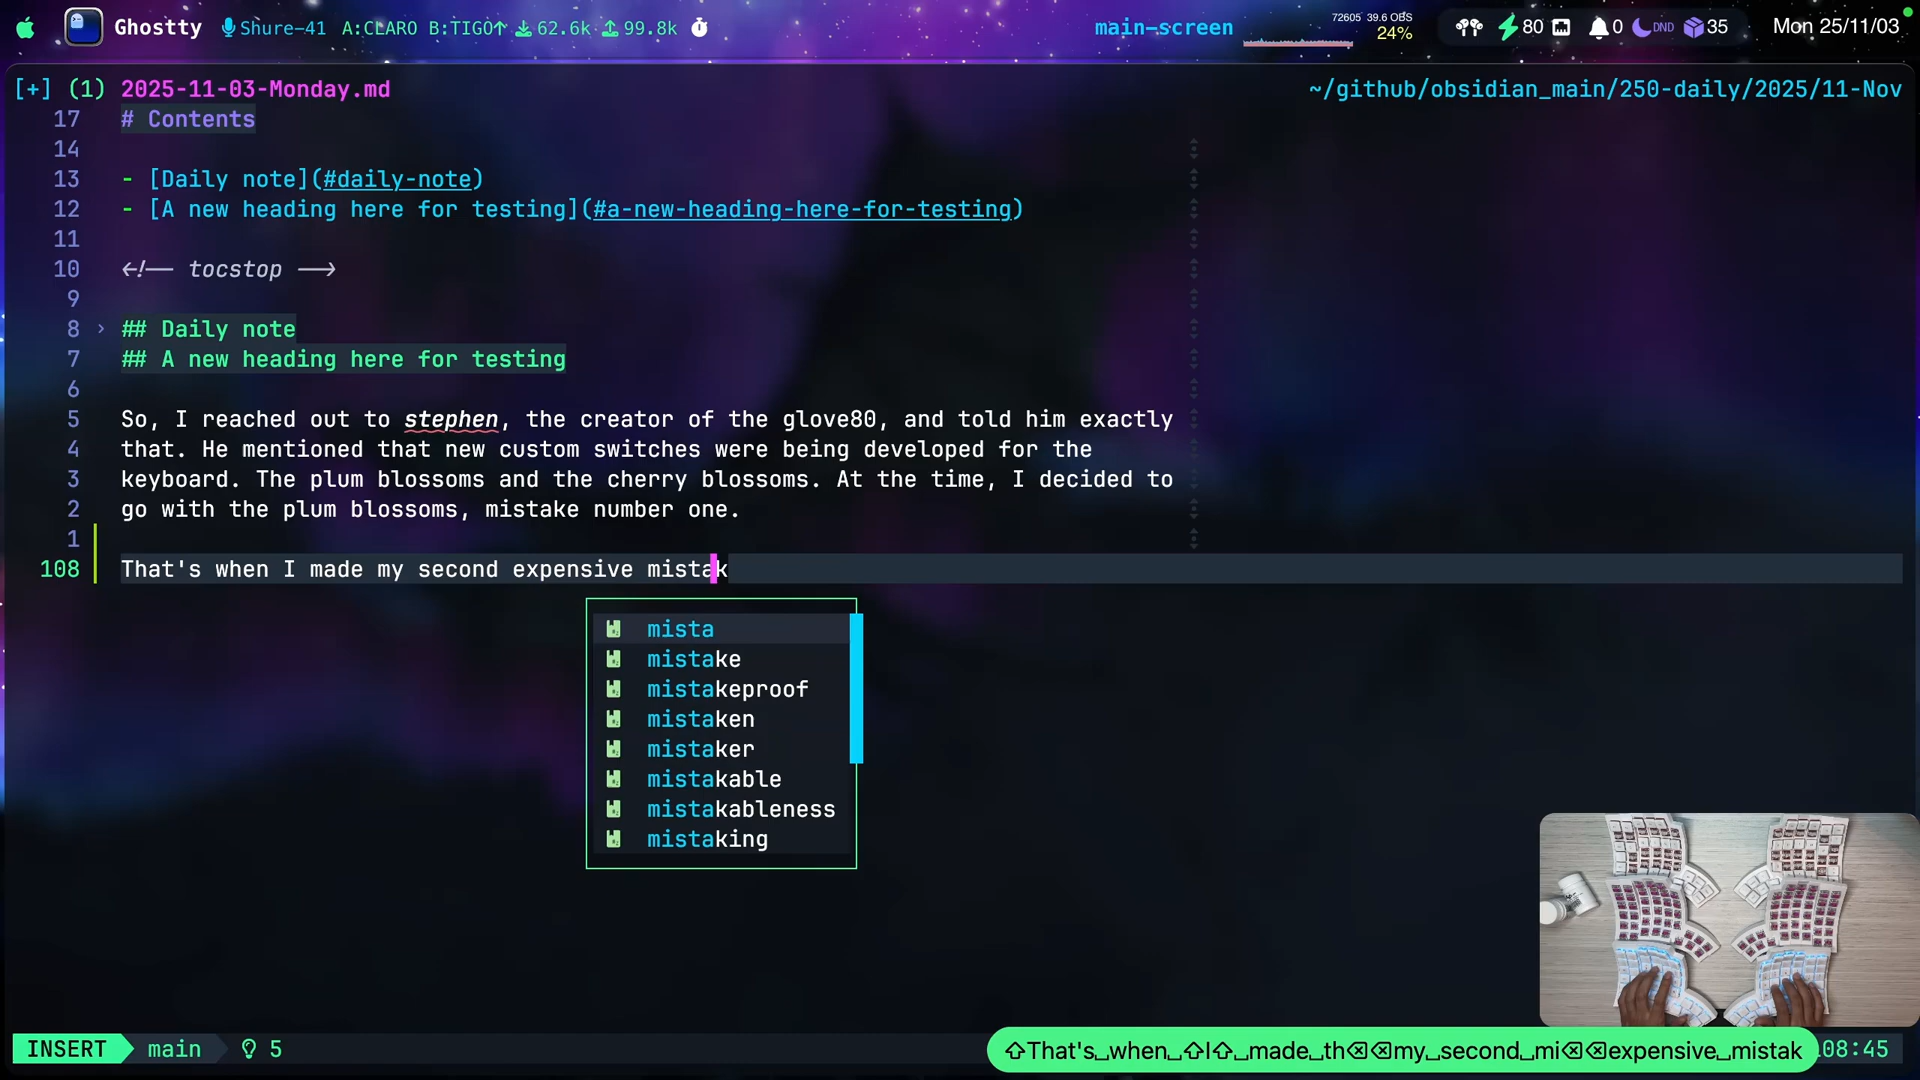 Ghostty Shure-41 A:CLARO B:TIGO↑ 62.6k 99.8k main-screen 72605 39.6 OBS 24% 80 0 DND 35 Mon 25/11/03
[+] (1) 2025-11-03-Monday.md ~/github/obsidian_main/250-daily/2025/11-Nov
17 # Contents
14
13 - [Daily note](#daily-note)
12 - [A new heading here for testing](#a-new-heading-here-for-testing)
11
10 <!-- tocstop -->
9
8 > ## Daily note
7 ## A new heading here for testing
6
5 So, I reached out to stephen, the creator of the glove80, and told him exactly
4 that. He mentioned that new custom switches were being developed for the
3 keyboard. The plum blossoms and the cherry blossoms. At the time, I decided to
2 go with the plum blossoms, mistake number one.
1
108 That's when I made my second expensive mistak
mista
mistake
mistakeproof
mistaken
mistaker
mistakable
mistakableness
mistaking
INSERT main 5 ⇧That's␣when␣⇧I⇧␣made␣th⌫⌫my␣second␣mi⌫⌫expensive␣mistak 08:45